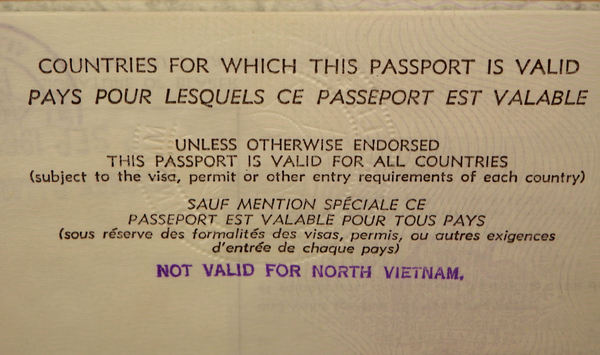 COUNTRIES FOR WHICH THIS PASSPORT IS VALID
PAYS POUR LESQUELS CE PASSEPORT EST VALABLE
UNLESS OTHERWISE ENDORSED
THIS PASSPORT IS VALID FOR ALL COUNTRIES
(subject to the visa, permit or other entry requirements of each country)
SAUF MENTION SPÉCIALE CE
PASSEPORT EST VALABLE POUR TOUS PAYS
(sous réserve des formalités des visas, permis, ou autres exigences
d'entrée de chaque pays)
NOT VALID FOR NORTH VIETNAM.